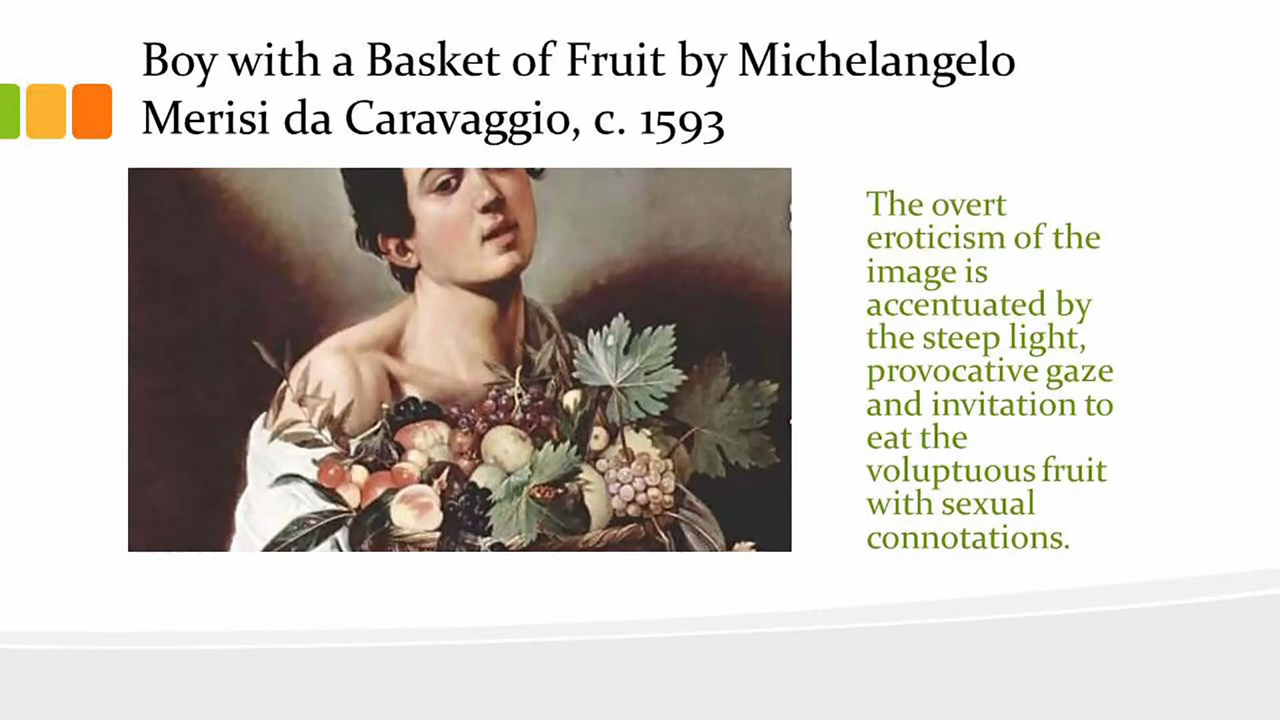 Boy with a Basket of Fruit by Michelangelo
Merisi da Caravaggio, c. 1593
The overt
eroticism of the
image is
accentuated by
the steep light,
provocative gaze
and invitation to
eat the
voluptuous fruit
with sexual
connotations.